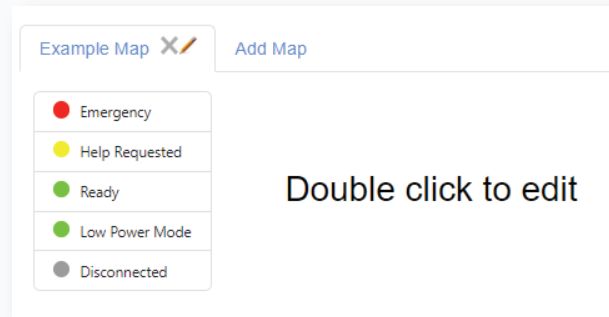 Example Map
Add Map
Emergency
Help Requested
Ready
Low Power Mode
Disconnected
Double click to edit